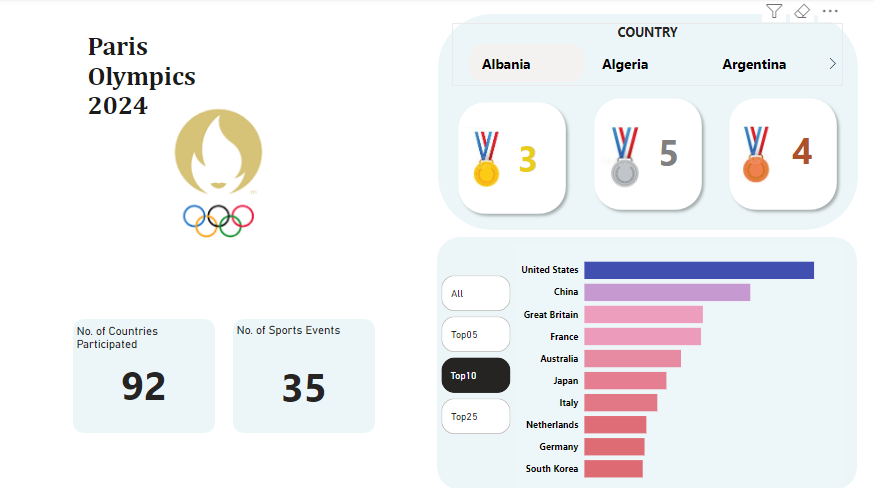 Paris
Olympics
2024
COUNTRY
Albania
Algeria
Argentina
3
5
4
No. of Countries
Participated
92
No. of Sports Events
35
All
Top05
Top10
Top25
United States
China
Great Britain
France
Australia
Japan
Italy
Netherlands
Germany
South Korea